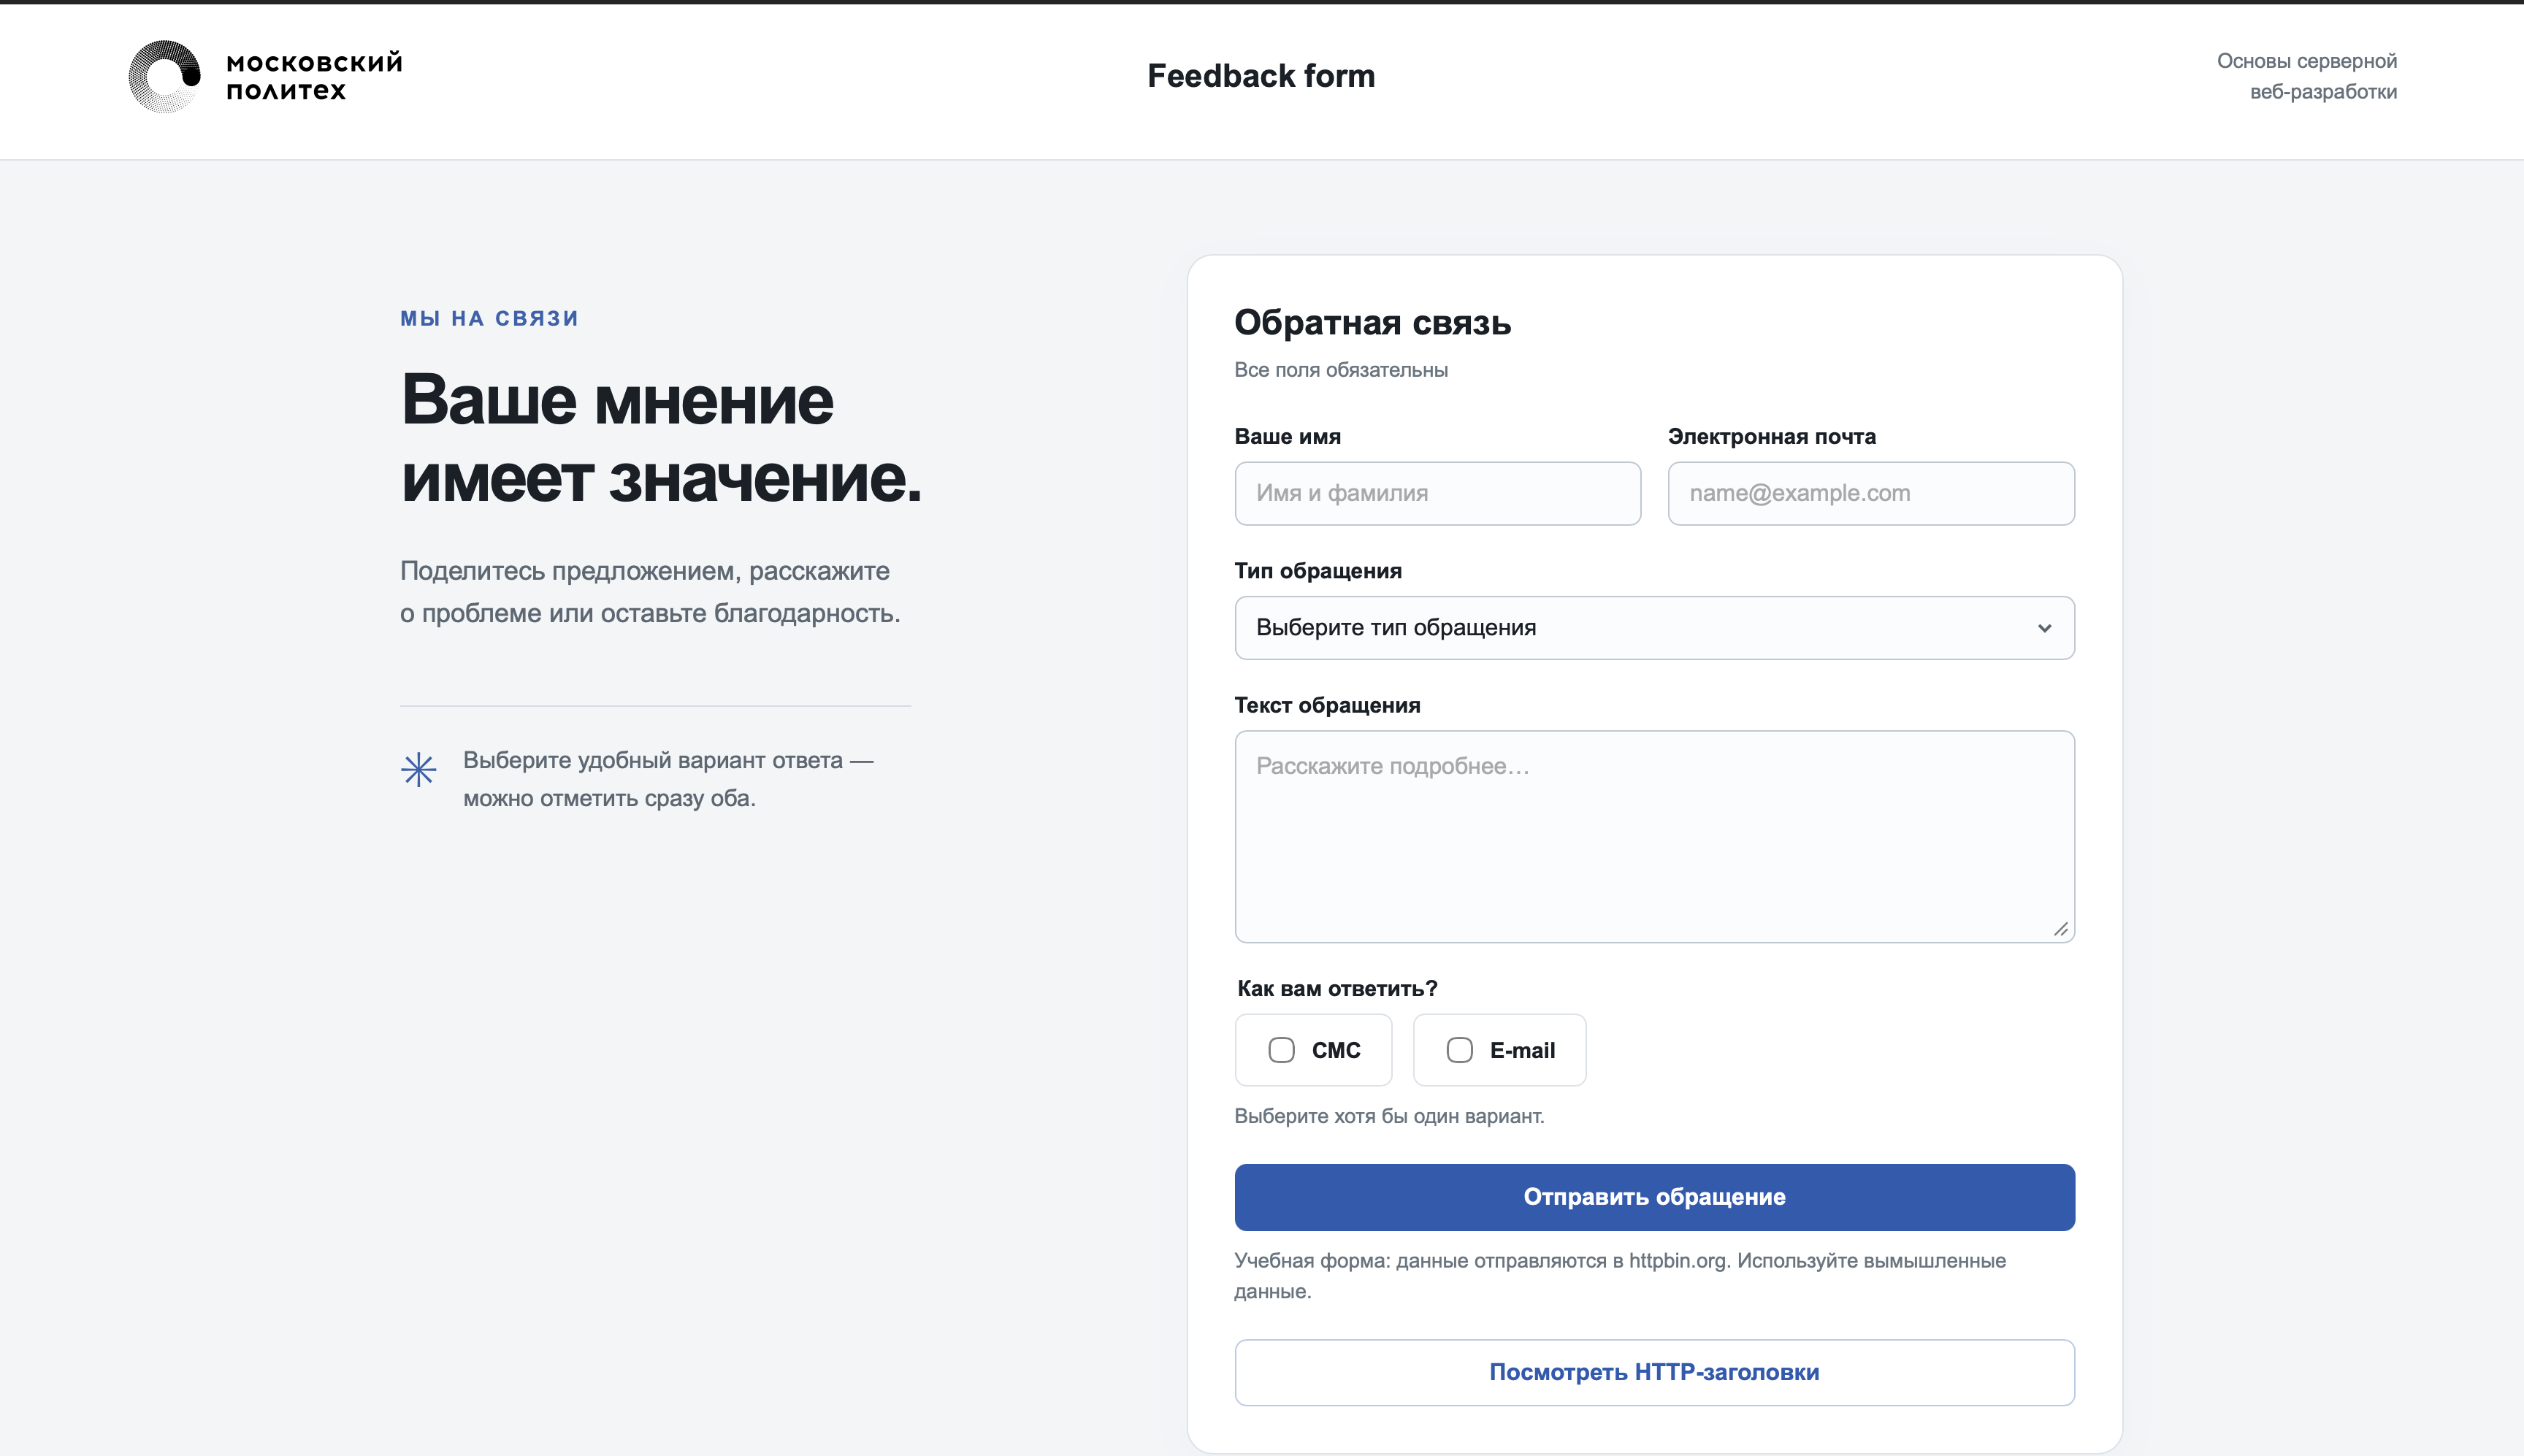 московский
политех
Feedback form
Основы серверной
веб-разработки
МЫ НА СВЯЗИ
Ваше мнение
имеет значение.
Поделитесь предложением, расскажите
о проблеме или оставьте благодарность.
Выберите удобный вариант ответа —
можно отметить сразу оба.
Обратная связь
Все поля обязательны
Ваше имя
Имя и фамилия
Электронная почта
name@example.com
Тип обращения
Выберите тип обращения
Текст обращения
Расскажите подробнее…
Как вам ответить?
СМС
E-mail
Выберите хотя бы один вариант.
Отправить обращение
Учебная форма: данные отправляются в httpbin.org. Используйте вымышленные
данные.
Посмотреть HTTP-заголовки